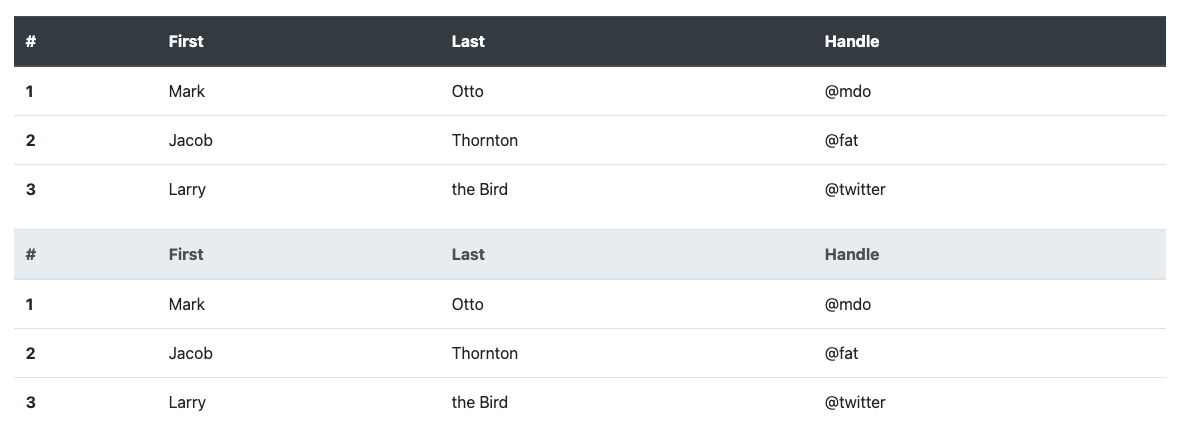 # First Last Handle
1 Mark Otto @mdo
2 Jacob Thornton @fat
3 Larry the Bird @twitter
# First Last Handle
1 Mark Otto @mdo
2 Jacob Thornton @fat
3 Larry the Bird @twitter